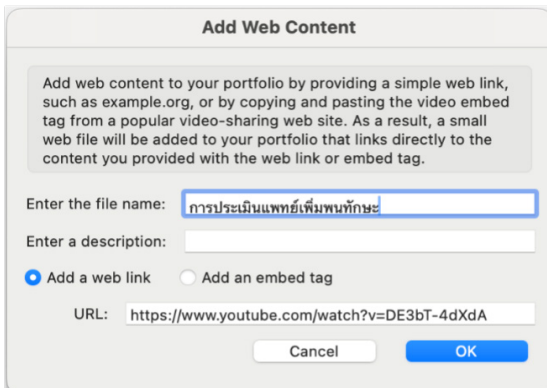 Add Web Content
Add web content to your portfolio by providing a simple web link,
such as example.org, or by copying and pasting the video embed
tag from a popular video-sharing web site. As a result, a small
web file will be added to your portfolio that links directly to the
content you provided with the web link or embed tag.
Enter the file name: การประเมินแพทย์เพิ่มพนทักษะ
Enter a description:
Add a web link Add an embed tag
URL: https://www.youtube.com/watch?v=DE3bT-4dXdA
Cancel OK